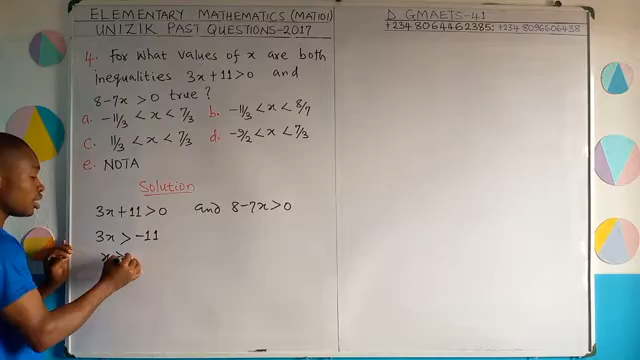 ELEMENTARY MATHEMATICS (MAT101)
UNIZIK PAST QUESTIONS-2017
D GMAETS-41
+234 8064462385; +234 8096606438
4. For what values of x are both
inequalities 3x+11>0 and
8-7x >0 true?
a. -11/3 < x < 7/3 b. -11/3 < x < 8/7
c. 11/3 < x < 7/3 d. -9/2 < x < 7/3
e. NOTA
Solution
3x+11>0 and 8-7x>0
3x > -11
x >